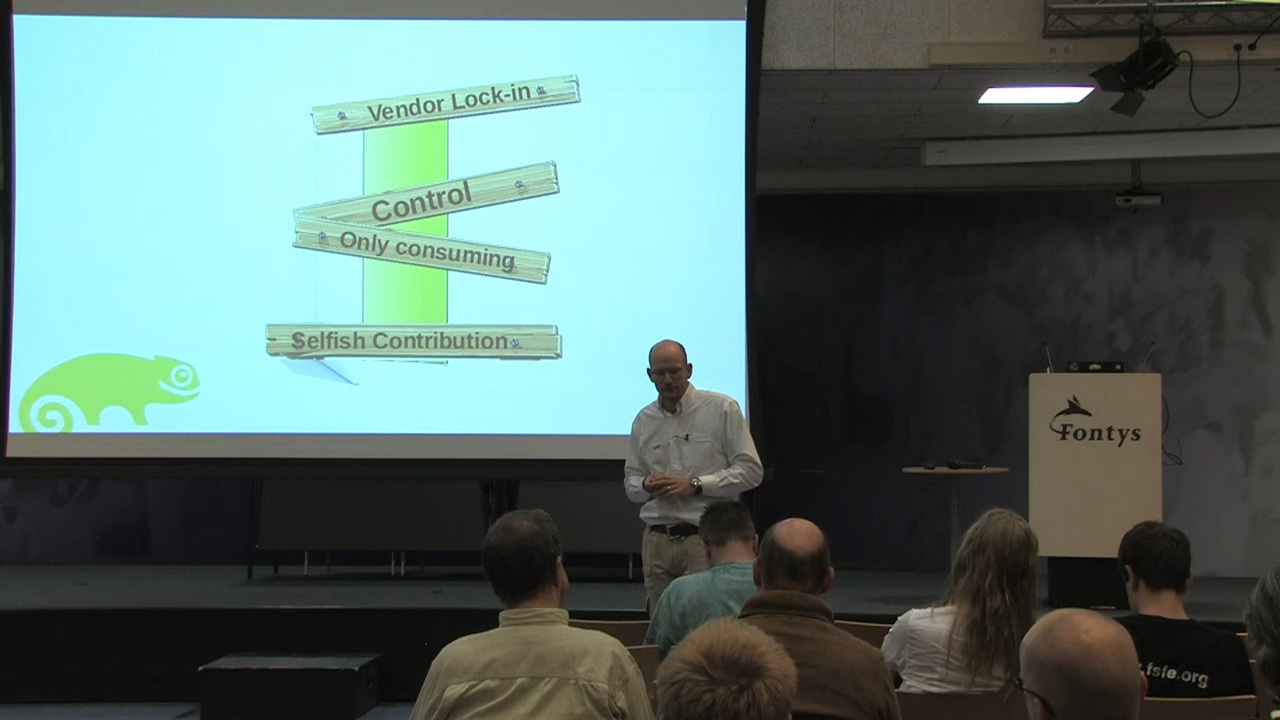 Vendor Lock-in
Control
Only consuming
Selfish Contribution
Fontys
fsfe.org